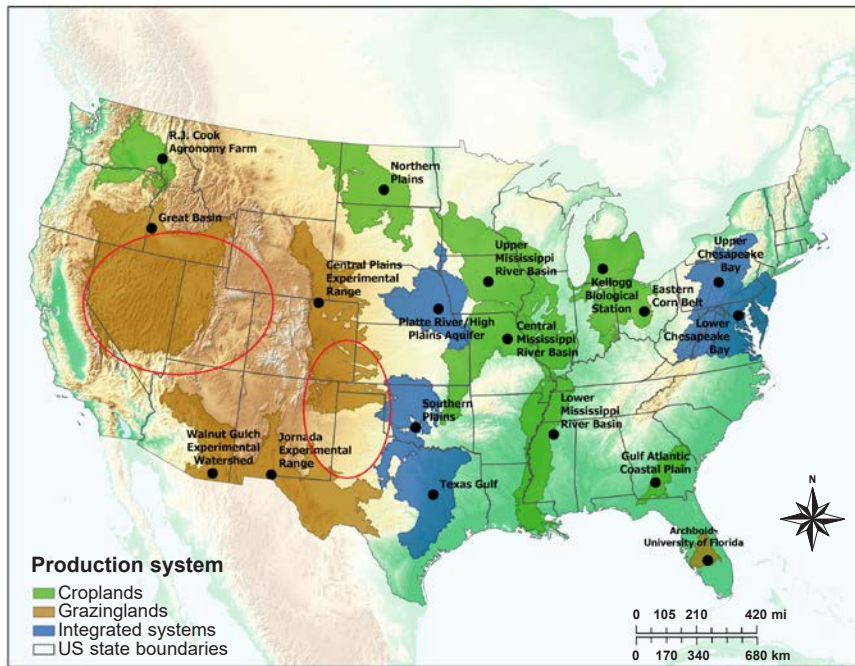 R.J. Cook
Agronomy Farm
Northern
Plains
Great Basin
Upper
Chesapeake
Bay
Upper
Mississippi
River Basin
Central Plains
Experimental
Range
Kellogg
Biological
Station
Eastern
Corn Belt
Platte River/High
Plains Aquifer
Central
Mississippi
River Basin
Lower
Chesapeake
Bay
Southern
Plains
Lower
Mississippi
River Basin
Walnut Gulch
Experimental
Watershed
Jornada
Experimental
Range
Gulf Atlantic
Coastal Plain
Texas Gulf
N
Archbold-
University of Florida
Production system
Croplands
Grazinglands
Integrated systems
US state boundaries
0 105 210 420 mi
0 170 340 680 km